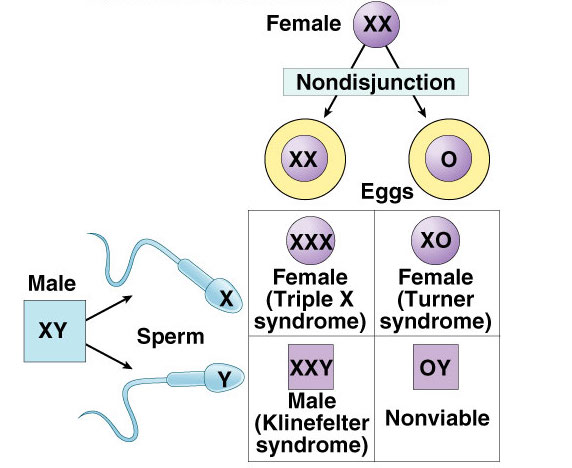 Female XX
Nondisjunction
XX
O
Eggs
XXX
XO
Female
(Triple X
syndrome)
Female
(Turner
syndrome)
Male
XY
Sperm
X
Y
XXY
OY
Male
(Klinefelter
syndrome)
Nonviable